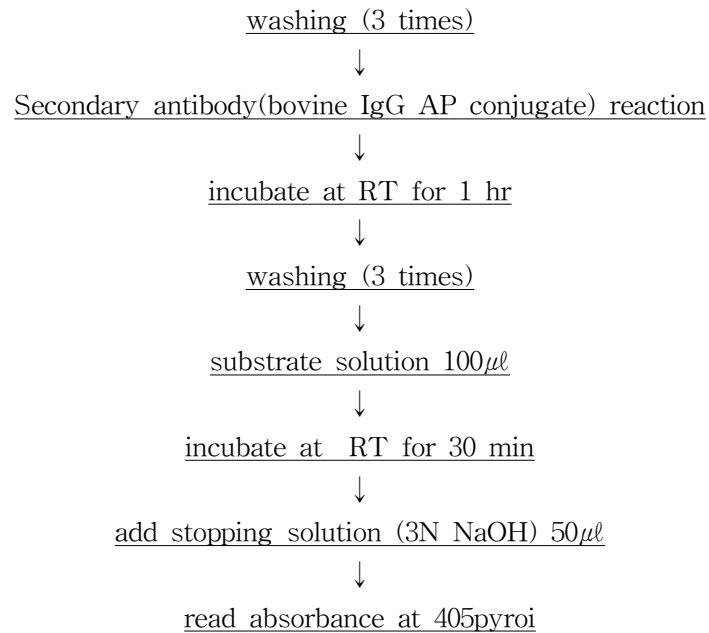 washing (3 times)
↓
Secondary antibody(bovine IgG AP conjugate) reaction
↓
incubate at RT for 1 hr
↓
washing (3 times)
↓
substrate solution 100㎕
↓
incubate at RT for 30 min
↓
add stopping solution (3N NaOH) 50㎕
↓
read absorbance at 405pyroi